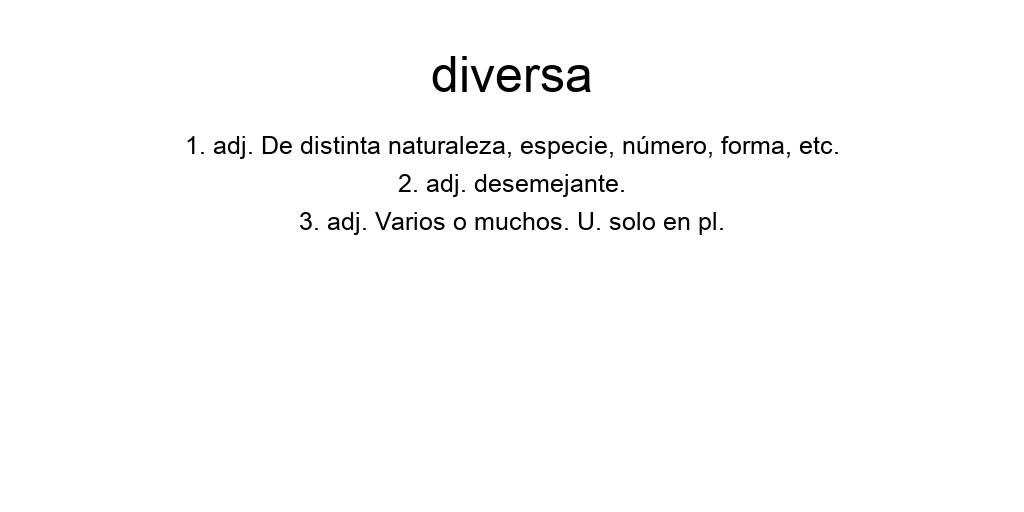 diversa
1. adj. De distinta naturaleza, especie, número, forma, etc.
2. adj. desemejante.
3. adj. Varios o muchos. U. solo en pl.